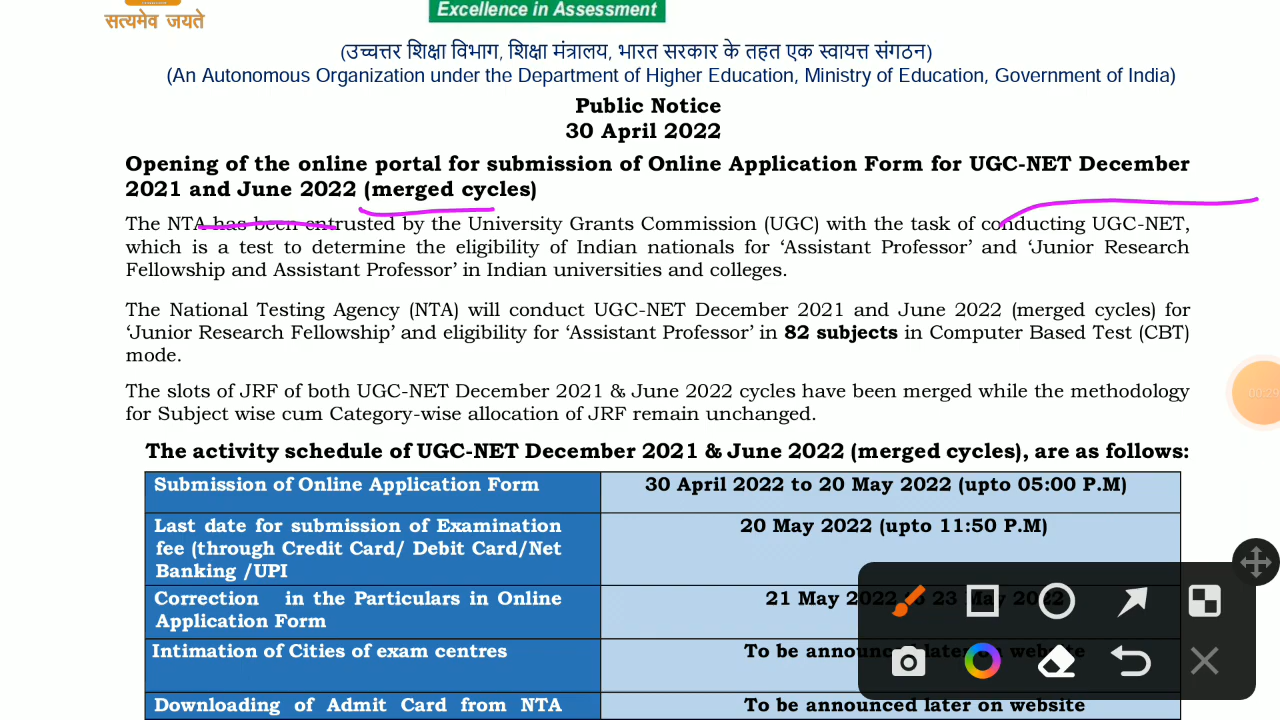 सत्यमेव जयते
Excellence in Assessment
(उच्चत्तर शिक्षा विभाग, शिक्षा मंत्रालय, भारत सरकार के तहत एक स्वायत्त संगठन)
(An Autonomous Organization under the Department of Higher Education, Ministry of Education, Government of India)
Public Notice
30 April 2022
Opening of the online portal for submission of Online Application Form for UGC-NET December
2021 and June 2022 (merged cycles)
The NTA has been entrusted by the University Grants Commission (UGC) with the task of conducting UGC-NET,
which is a test to determine the eligibility of Indian nationals for ‘Assistant Professor’ and ‘Junior Research
Fellowship and Assistant Professor’ in Indian universities and colleges.
The National Testing Agency (NTA) will conduct UGC-NET December 2021 and June 2022 (merged cycles) for
‘Junior Research Fellowship’ and eligibility for ‘Assistant Professor’ in 82 subjects in Computer Based Test (CBT)
mode.
The slots of JRF of both UGC-NET December 2021 & June 2022 cycles have been merged while the methodology
for Subject wise cum Category-wise allocation of JRF remain unchanged.
The activity schedule of UGC-NET December 2021 & June 2022 (merged cycles), are as follows:
Submission of Online Application Form
30 April 2022 to 20 May 2022 (upto 05:00 P.M)
Last date for submission of Examination
fee (through Credit Card/ Debit Card/Net
Banking /UPI
20 May 2022 (upto 11:50 P.M)
Correction in the Particulars in Online
Application Form
21 May 2022 to 23 May 2022
Intimation of Cities of exam centres
To be announced later on website
Downloading of Admit Card from NTA
To be announced later on website